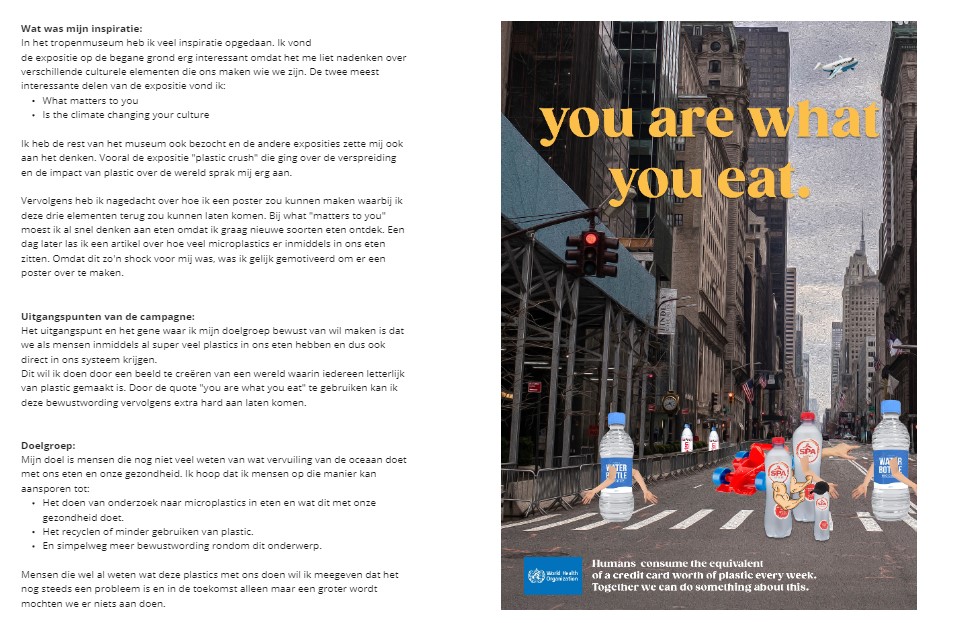 Wat was mijn inspiratie:
In het tropenmuseum heb ik veel inspiratie opgedaan. Ik vond
de expositie op de begane grond erg interessant omdat het me liet nadenken over
verschillende culturele elementen die ons maken wie we zijn. De twee meest
interessante delen van de expositie vond ik:
• What matters to you
• Is the climate changing your culture
Ik heb de rest van het museum ook bezocht en de andere exposities zette mij ook
aan het denken. Vooral de expositie "plastic crush" die ging over de verspreiding
en de impact van plastic over de wereld sprak mij erg aan.
Vervolgens heb ik nagedacht over hoe ik een poster zou kunnen maken waarbij ik
deze drie elementen terug zou kunnen laten komen. Bij what "matters to you"
moest ik al snel denken aan eten omdat ik graag nieuwe soorten eten ontdek. Een
dag later las ik een artikel over hoe veel microplastics er inmiddels in ons eten
zitten. Omdat dit zo'n shock voor mij was, was ik gelijk gemotiveerd om er een
poster over te maken.
Uitgangspunten van de campagne:
Het uitgangspunt en het gene waar ik mijn doelgroep bewust van wil maken is dat
we als mensen inmiddels al super veel plastics in ons eten hebben en dus ook
direct in ons systeem krijgen.
Dit wil ik doen door een beeld te creëren van een wereld waarin iedereen letterlijk
van plastic gemaakt is. Door de quote "you are what you eat" te gebruiken kan ik
deze bewustwording vervolgens extra hard aan laten komen.
Doelgroep:
Mijn doel is mensen die nog niet veel weten van wat vervuiling van de oceaan doet
met ons eten en onze gezondheid. Ik hoop dat ik mensen op die manier kan
aansporen tot:
• Het doen van onderzoek naar microplastics in eten en wat dit met onze
gezondheid doet.
• Het recyclen of minder gebruiken van plastic.
• En simpelweg meer bewustwording rondom dit onderwerp.
Mensen die wel al weten wat deze plastics met ons doen wil ik meegeven dat het
nog steeds een probleem is en in de toekomst alleen maar een groter wordt
mochten we er niets aan doen.
you are what
you eat.
WATER
BOTTLE
SPA
SPA
WATER
BOTTLE
World Health
Organization
Humans consume the equivalent
of a credit card worth of plastic every week.
Together we can do something about this.